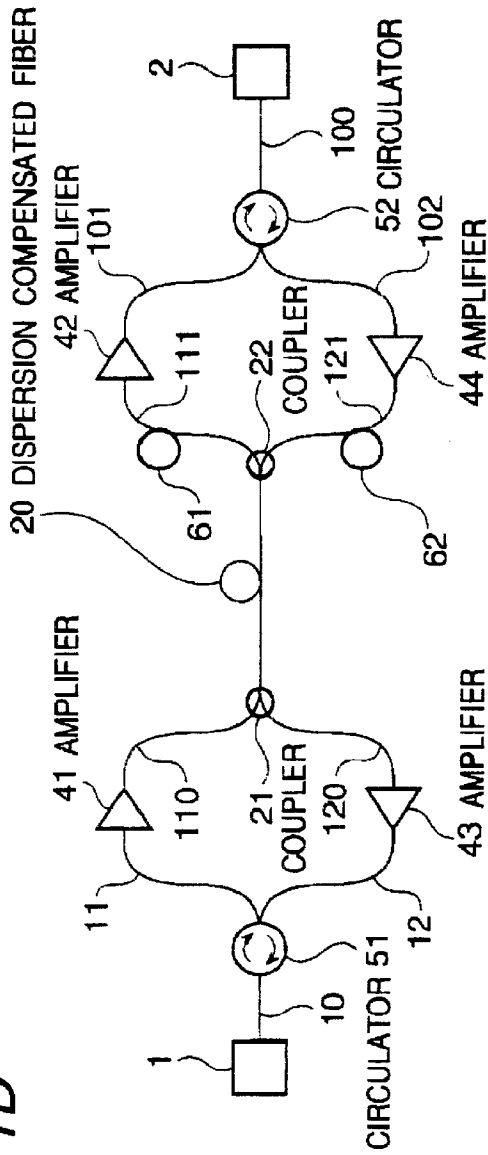 1D
1
10
CIRCULATOR 51
11
12
41 AMPLIFIER
110
21
COUPLER
120
43 AMPLIFIER
20 DISPERSION COMPENSATED FIBER
61
22
COUPLER
62
42 AMPLIFIER
111
101
121
44 AMPLIFIER
102
52 CIRCULATOR
100
2